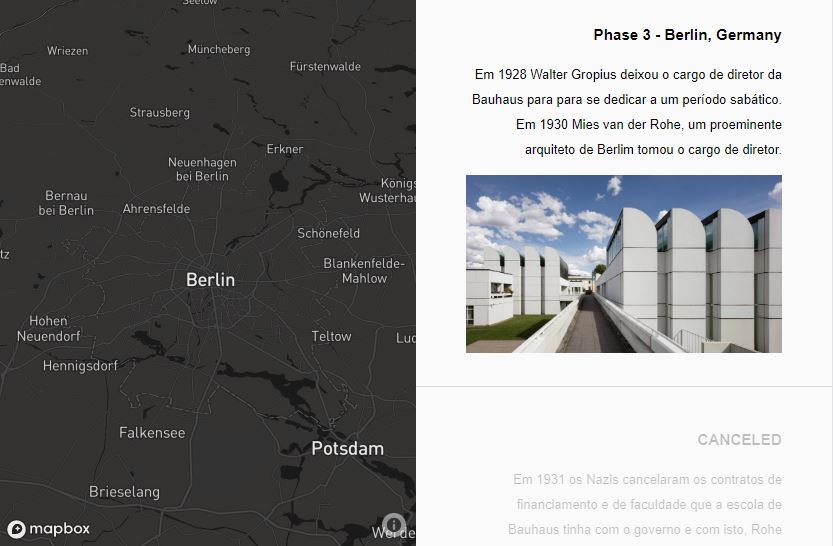 Seelow
Wriezen
Müncheberg
Bad
enwalde
Fürstenwalde
Strausberg
Erkner
Neuenhagen
bei Berlin
Königs
Wusterhau
Bernau
bei Berlin
Ahrensfelde
Schönefeld
tz
Blankenfelde-
Mahlow
Berlin
Hohen
Neuendorf
Teltow
Luc
Hennigsdorf
Falkensee
Potsdam
Brieselang
Werde
mapbox
Phase 3 - Berlin, Germany
Em 1928 Walter Gropius deixou o cargo de diretor da
Bauhaus para para se dedicar a um período sabático.
Em 1930 Mies van der Rohe, um proeminente
arquiteto de Berlim tomou o cargo de diretor.
CANCELED
Em 1931 os Nazis cancelaram os contratos de
financiamento e de faculdade que a escola de
Bauhaus tinha com o governo e com isto, Rohe